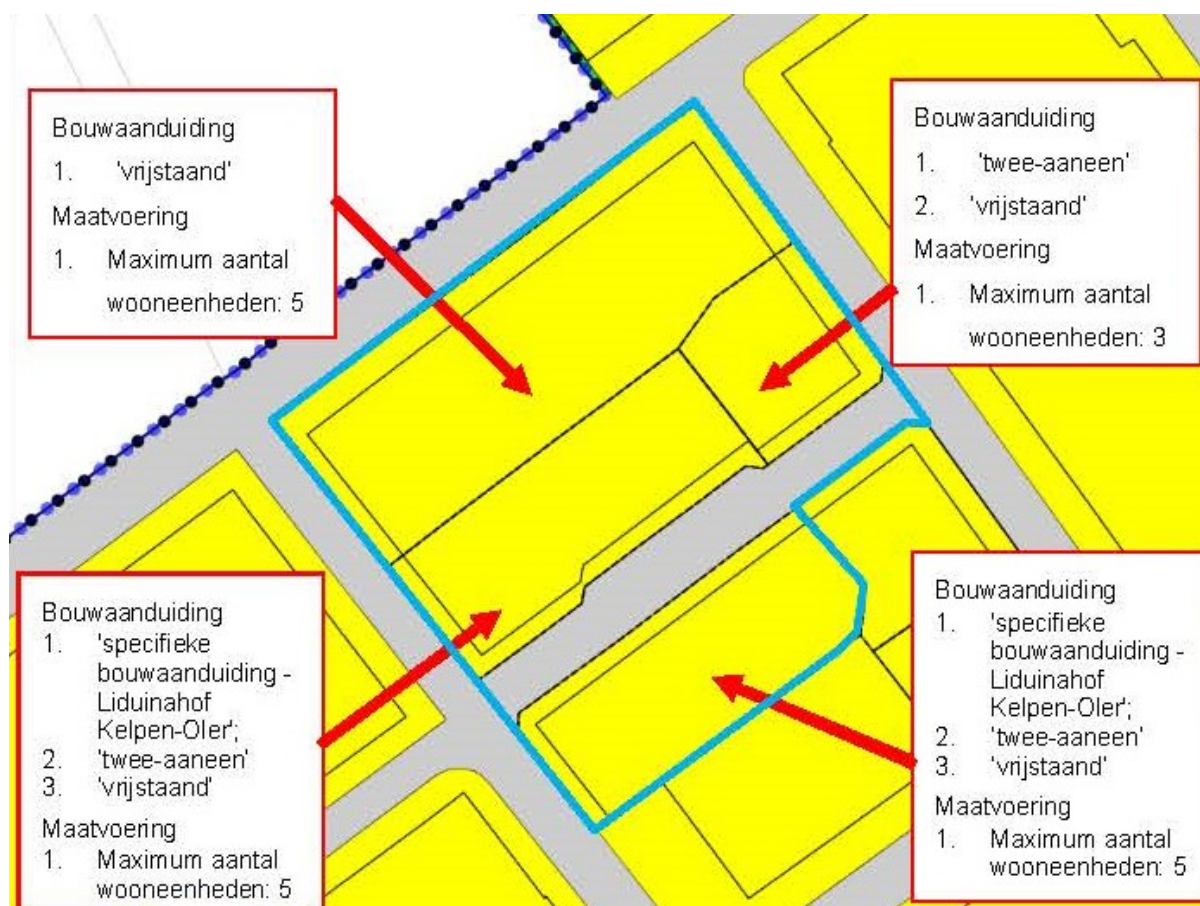 Bouwaanduiding
1. 'vrijstaand'
Maatvoering
1. Maximum aantal
wooneenheden: 5
Bouwaanduiding
1. 'twee-aaneen'
2. 'vrijstaand'
Maatvoering
1. Maximum aantal
wooneenheden: 3
Bouwaanduiding
1. 'specifieke
bouwaanduiding -
Liduinahof
Kelpen-Oler';
2. 'twee-aaneen'
3. 'vrijstaand'
Maatvoering
1. Maximum aantal
wooneenheden: 5
Bouwaanduiding
1. 'specifieke
bouwaanduiding -
Liduinahof
Kelpen-Oler';
2. 'twee-aaneen'
3. 'vrijstaand'
Maatvoering
1. Maximum aantal
wooneenheden: 5